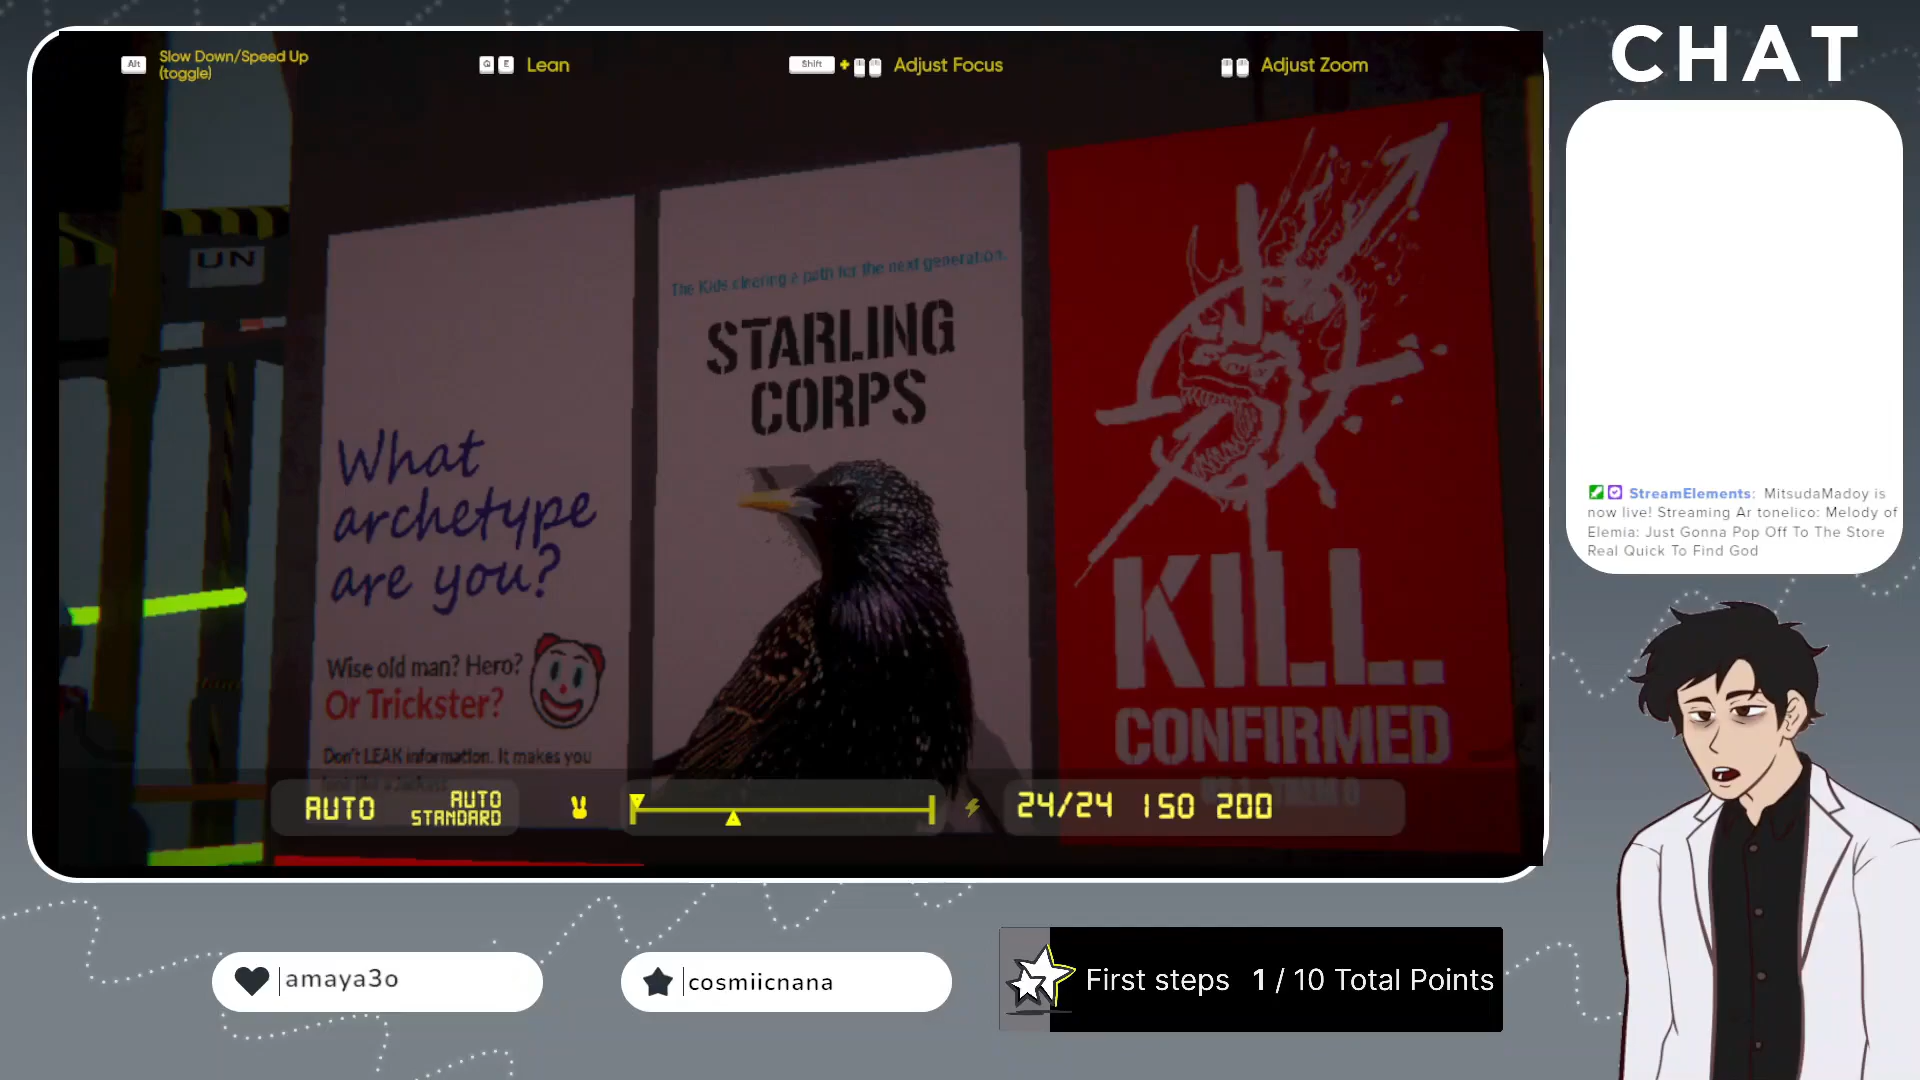 CHAT
Alt
Slow Down/Speed Up
(toggle)
Q E Lean
Shift + Adjust Focus
Adjust Zoom
UN
What
archetype
are you?
Wise old man? Hero?
Or Trickster?
Don't LEAK information. It makes you
The Kids clearing a path for the next generation.
STARLING
CORPS
KILL.
CONFIRMED
AUTO
AUTO
STANDARD
24/24 ISO 200
StreamElements: MitsudaMadoy is
now live! Streaming Ar tonelico: Melody of
Elemia: Just Gonna Pop Off To The Store
Real Quick To Find God
amaya3o
cosmiicnana
First steps 1 / 10 Total Points